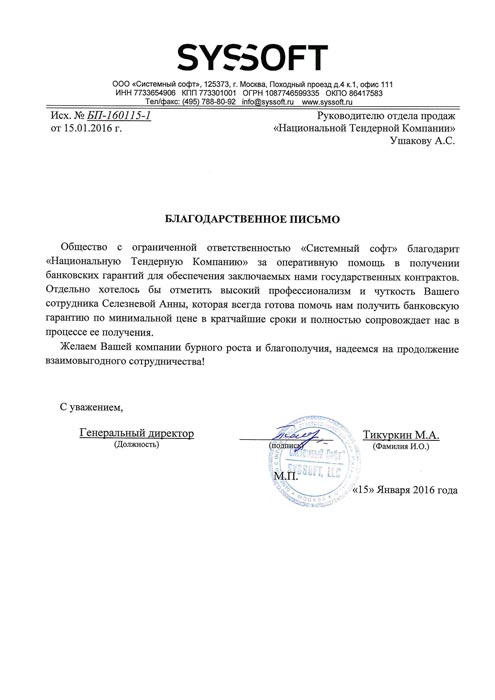 SYSSOFT
ООО «Системный софт», 125373, г. Москва, Походный проезд д.4 к.1, офис 111
ИНН 7733654906 КПП 773301001 ОГРН 1087746599335 ОКПО 86417583
Тел/факс: (495) 788-80-92 info@syssoft.ru www.syssoft.ru
Исх. № БП-160115-1
от 15.01.2016 г.
Руководителю отдела продаж
«Национальной Тендерной Компании»
Ушакову А.С.
БЛАГОДАРСТВЕННОЕ ПИСЬМО
Общество с ограниченной ответственностью «Системный софт» благодарит
«Национальную Тендерную Компанию» за оперативную помощь в получении
банковских гарантий для обеспечения заключаемых нами государственных контрактов.
Отдельно хотелось бы отметить высокий профессионализм и чуткость Вашего
сотрудника Селезневой Анны, которая всегда готова помочь нам получить банковскую
гарантию по минимальной цене в кратчайшие сроки и полностью сопровождает нас в
процессе ее получения.
Желаем Вашей компании бурного роста и благополучия, надеемся на продолжение
взаимовыгодного сотрудничества!
С уважением,
Генеральный директор
(Должность)
(подпись)
Тикуркин М.А.
(Фамилия И.О.)
SYSSOFT, LLC
М.П.
«15» Января 2016 года